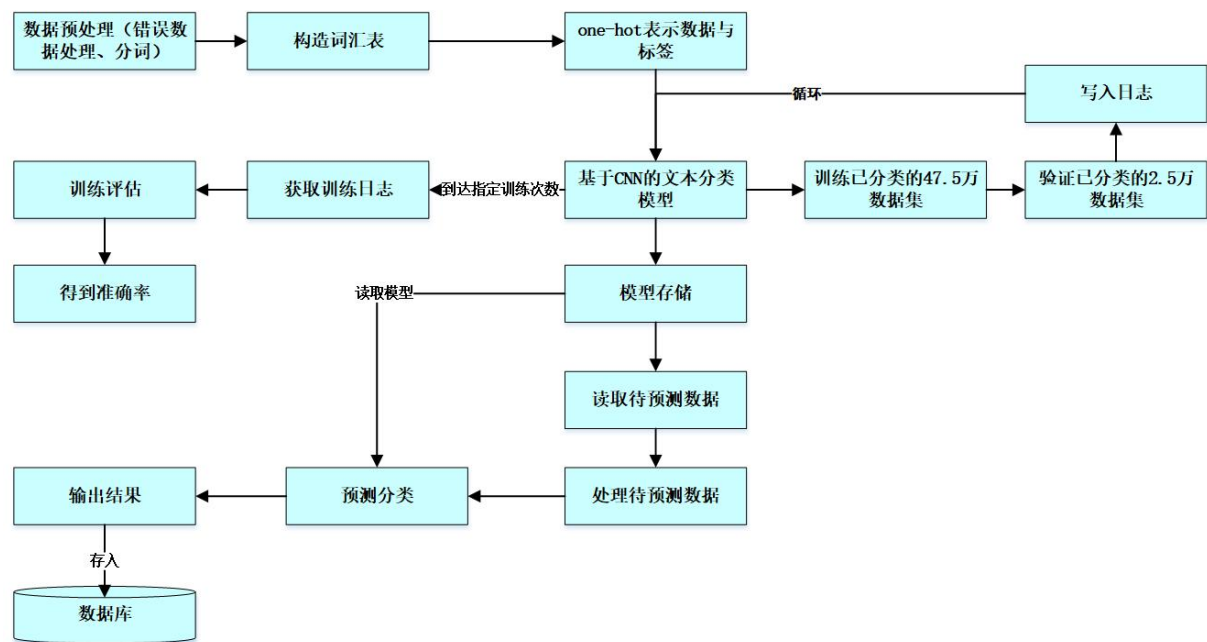 数据预处理（错误数
据处理、分词）
构造词汇表
one-hot表示数据与
标签
循环
写入日志
训练评估
获取训练日志
到达指定训练次数
基于CNN的文本分类
模型
训练已分类的47.5万
数据集
验证已分类的2.5万
数据集
得到准确率
读取模型
模型存储
读取待预测数据
输出结果
预测分类
处理待预测数据
存入
数据库